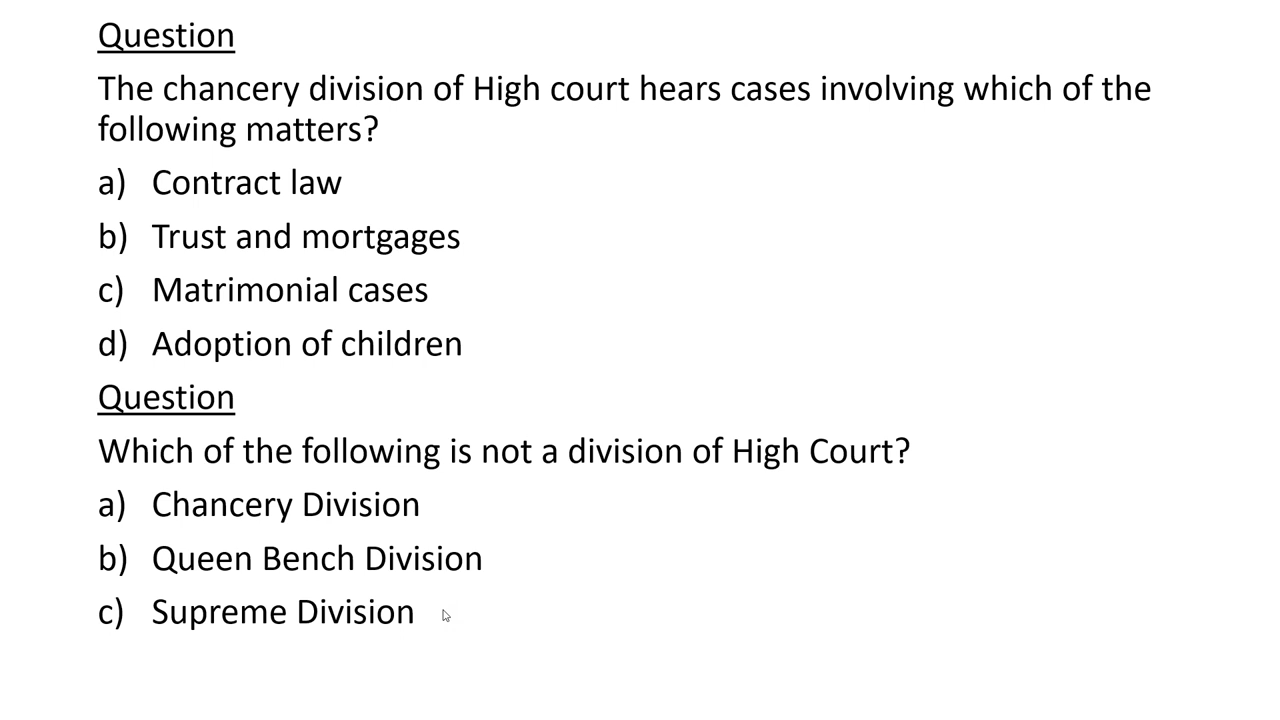 Question
The chancery division of High court hears cases involving which of the
following matters?
a) Contract law
b) Trust and mortgages
c) Matrimonial cases
d) Adoption of children
Question
Which of the following is not a division of High Court?
a) Chancery Division
b) Queen Bench Division
c) Supreme Division